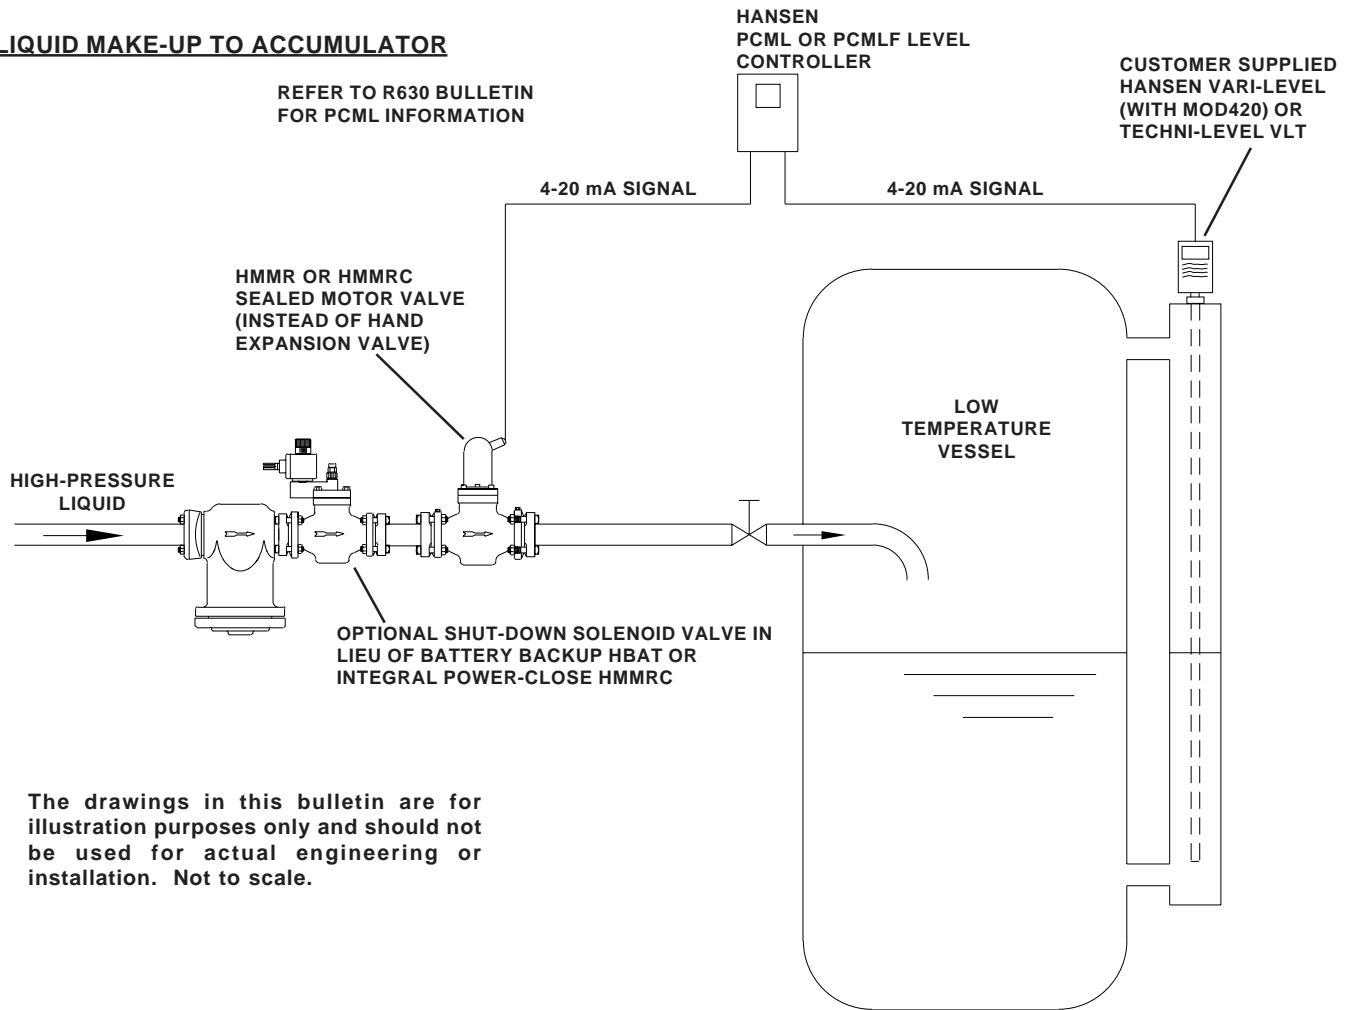 LIQUID MAKE-UP TO ACCUMULATOR
REFER TO R630 BULLETIN
FOR PCML INFORMATION
HANSEN
PCML OR PCMLF LEVEL
CONTROLLER
CUSTOMER SUPPLIED
HANSEN VARI-LEVEL
(WITH MOD420) OR
TECHNI-LEVEL VLT
4-20 mA SIGNAL
4-20 mA SIGNAL
HMMR OR HMMRC
SEALED MOTOR VALVE
(INSTEAD OF HAND
EXPANSION VALVE)
LOW
TEMPERATURE
VESSEL
HIGH-PRESSURE
LIQUID
OPTIONAL SHUT-DOWN SOLENOID VALVE IN
LIEU OF BATTERY BACKUP HBAT OR
INTEGRAL POWER-CLOSE HMMRC
The drawings in this bulletin are for
illustration purposes only and should not
be used for actual engineering or
installation. Not to scale.